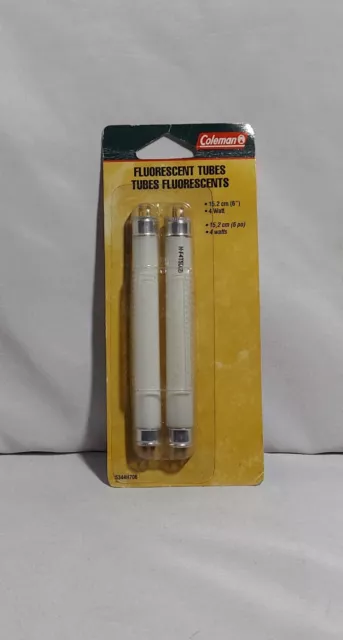 Coleman
FLUORESCENT TUBES
TUBES FLUORESCENTS
• 15.2 cm (6")
• 4 Watt
• 15,2 cm (6 po)
• 4 watts